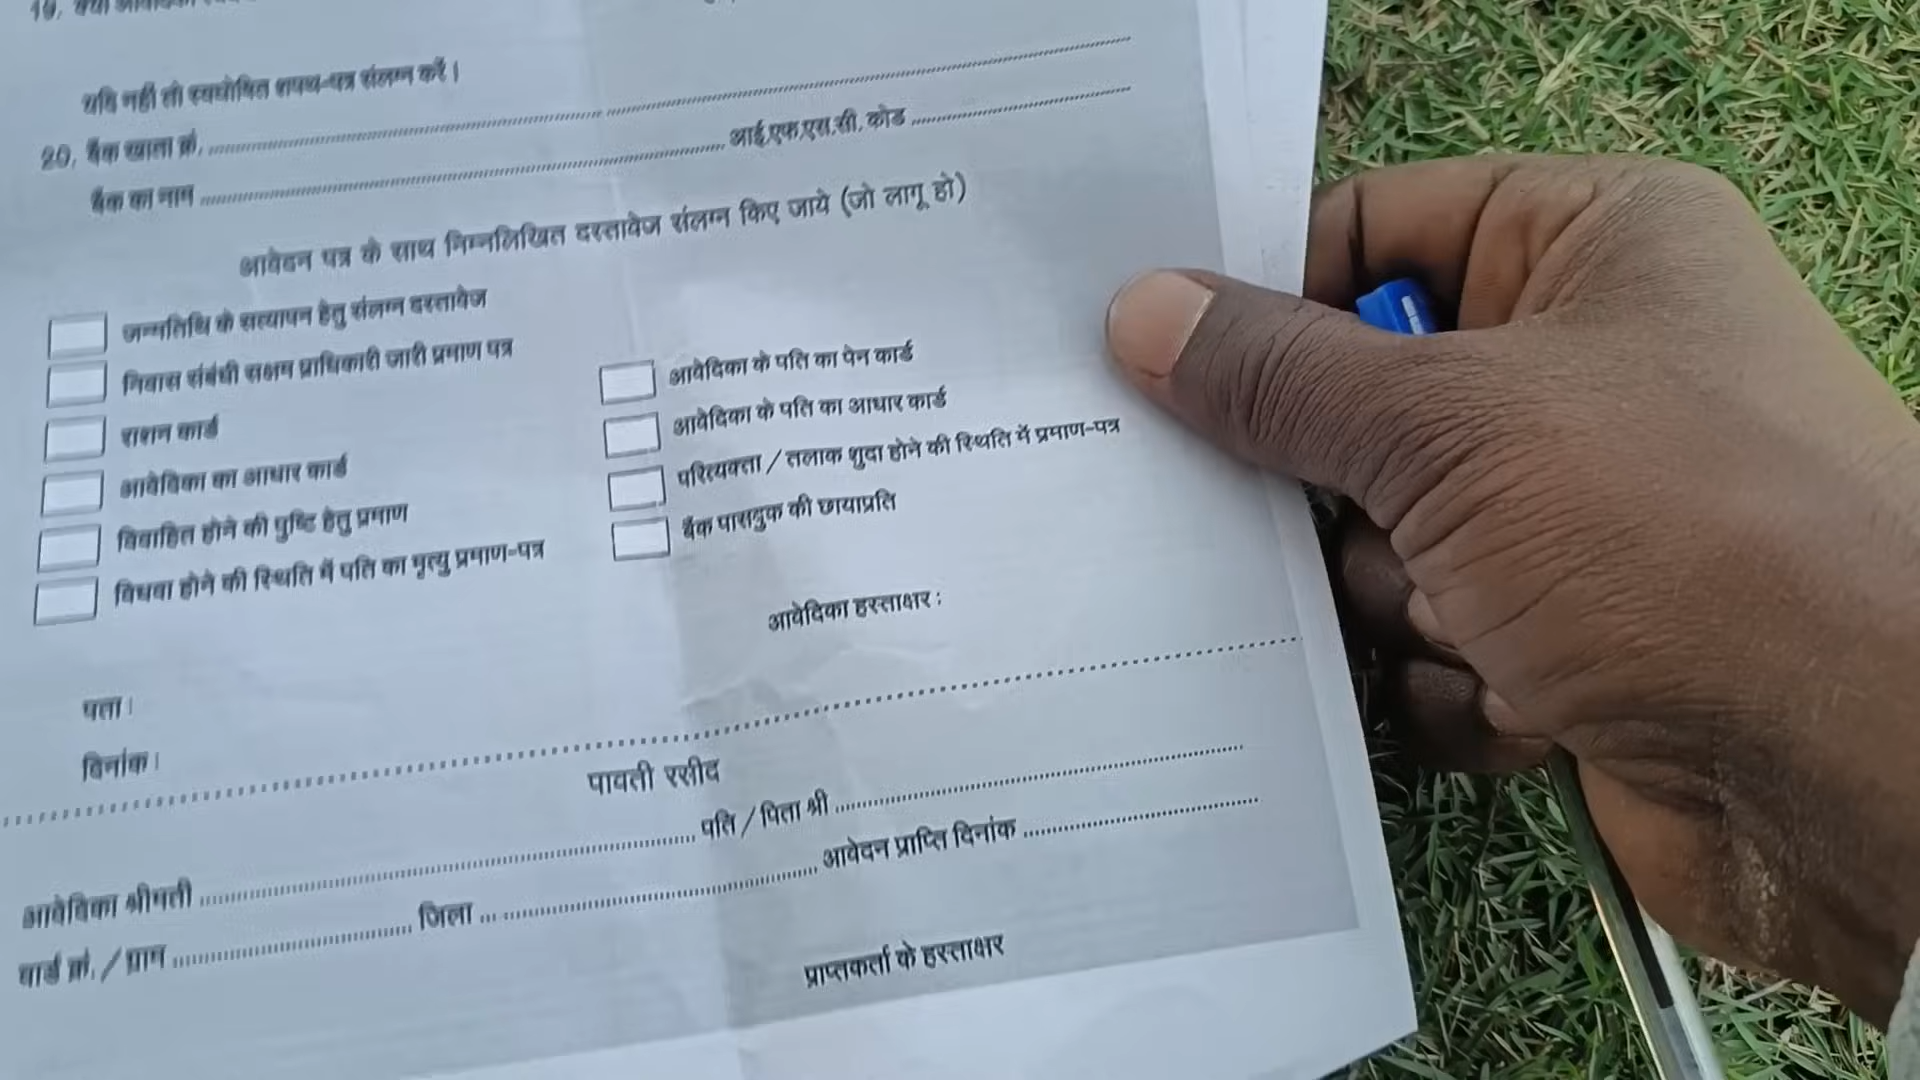 19. क्या
यदि नहीं तो स्वघोषित शपथ-पत्र संलग्न करें।
20. बैंक खाता क्रं. ........................................
बैंक का नाम ........................................ आई.एफ.एस.सी. कोड ....................
आवेदन पत्र के साथ निम्नलिखित दस्तावेज संलग्न किए जाये (जो लागू हो)
जन्मतिथि के सत्यापन हेतु संलग्न दस्तावेज
निवास संबंधी सक्षम प्राधिकारी जारी प्रमाण पत्र
राशन कार्ड
आवेदिका का आधार कार्ड
विवाहित होने की पुष्टि हेतु प्रमाण
विधवा होने की स्थिति में पति का मृत्यु प्रमाण-पत्र
आवेदिका के पति का पेन कार्ड
आवेदिका के पति का आधार कार्ड
परित्यक्ता / तलाक शुदा होने की स्थिति में प्रमाण-पत्र
बैंक पासबुक की छायाप्रति
आवेदिका हस्ताक्षर :
पता :
दिनांक :
पावती रसीद
आवेदिका श्रीमती ........................................ पति / पिता श्री ........................................
वार्ड क्रं. / ग्राम .................... जिला ........................................ आवेदन प्राप्ति दिनांक ....................
प्राप्तकर्ता के हस्ताक्षर